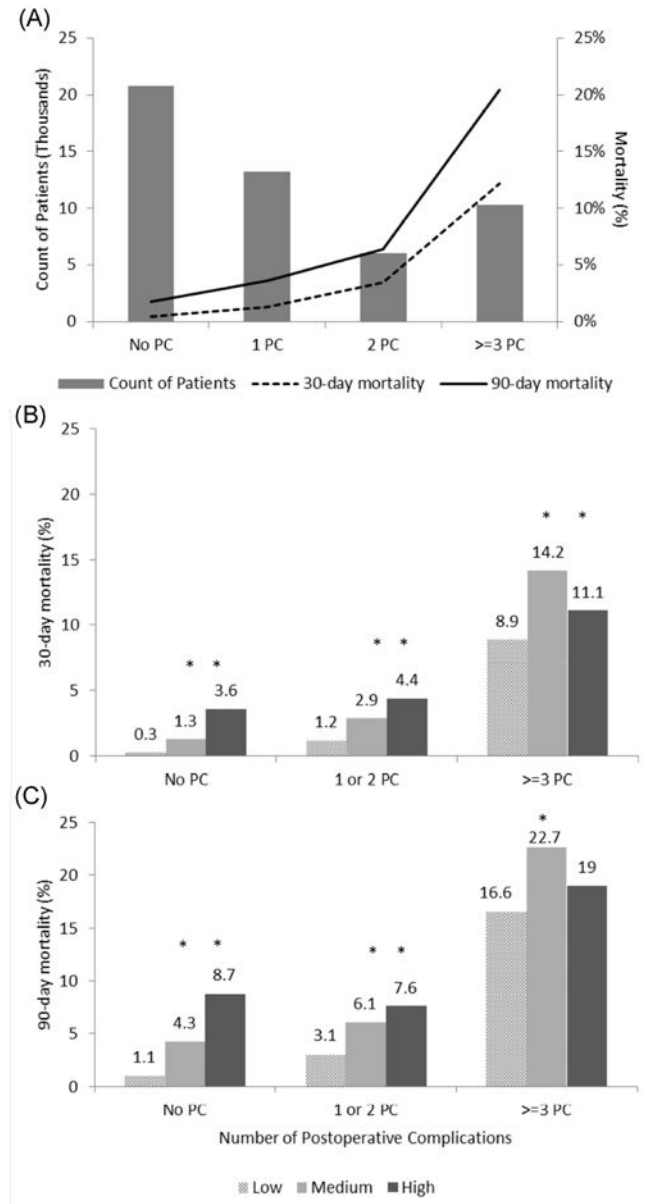 (A)
Count of Patients (Thousands)
25
20
15
10
5
0
25%
20%
15%
10%
5%
0%
Mortality (%)
No PC 1 PC 2 PC >=3 PC
Count of Patients 30-day mortality 90-day mortality
(B)
30-day mortality (%)
25
20
15
10
5
0
* * * * * *
0.3 1.3 3.6 1.2 2.9 4.4 8.9 14.2 11.1
No PC 1 or 2 PC >=3 PC
(C)
90-day mortality (%)
25
20
15
10
5
0
* * * * *
1.1 4.3 8.7 3.1 6.1 7.6 16.6 22.7 19
No PC 1 or 2 PC >=3 PC
Number of Postoperative Complications
Low Medium High